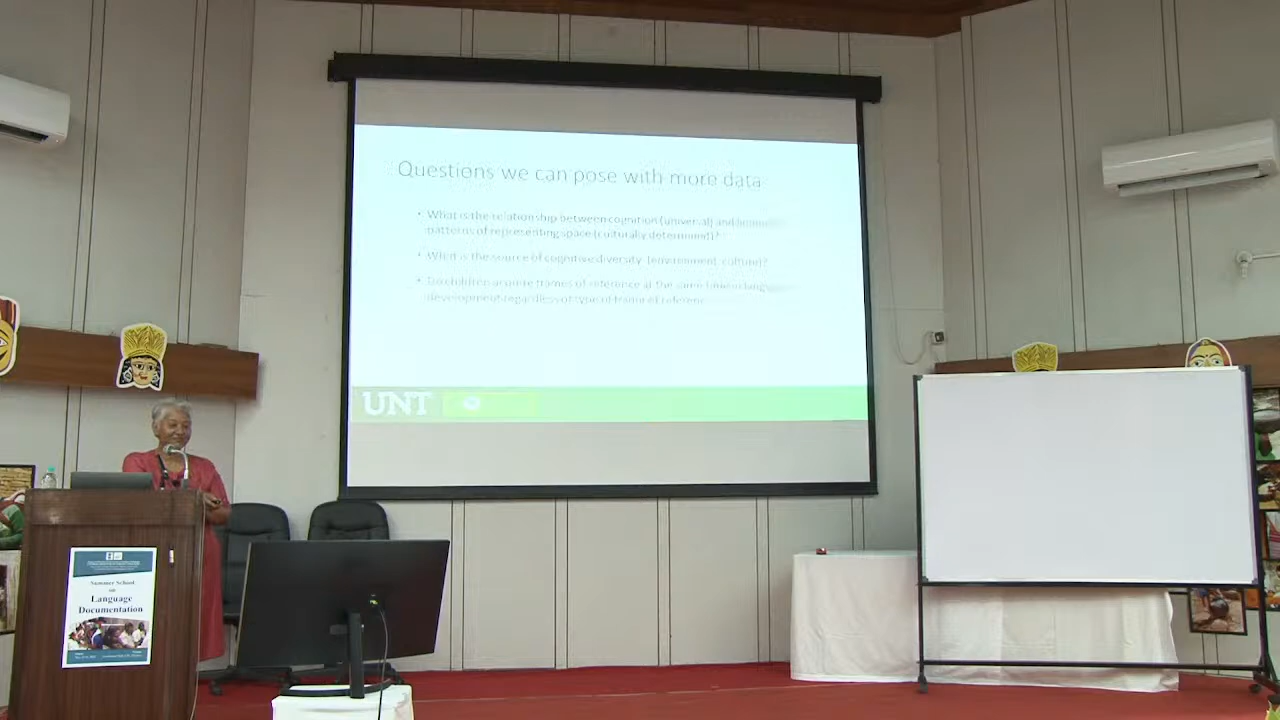 Questions we can pose with more data
• What is the relationship between cognition (universal) and
patterns of representing space (culturally determined)?
• What is the source of cognitive diversity (environment, culture)?
• Do children acquire frames of reference at the same time in
development regardless of type of frame of reference
UNT
Summer School
on
Language
Documentation